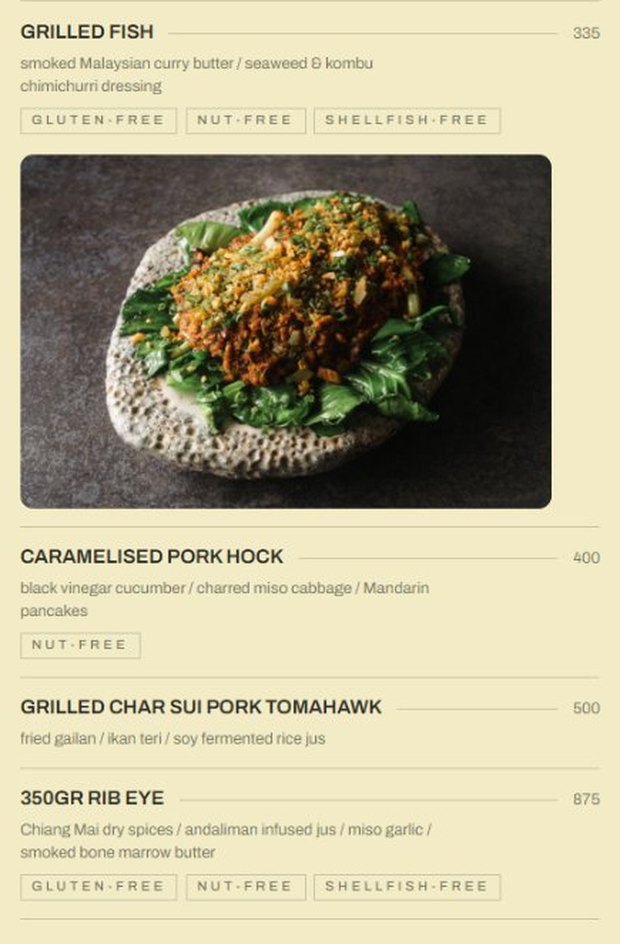 GRILLED FISH 335
smoked Malaysian curry butter / seaweed & kombu
chimichurri dressing
GLUTEN-FREE NUT-FREE SHELLFISH-FREE
CARAMELISED PORK HOCK 400
black vinegar cucumber / charred miso cabbage / Mandarin
pancakes
NUT-FREE
GRILLED CHAR SUI PORK TOMAHAWK 500
fried gailan / ikan teri / soy fermented rice jus
350GR RIB EYE 875
Chiang Mai dry spices / andaliman infused jus / miso garlic /
smoked bone marrow butter
GLUTEN-FREE NUT-FREE SHELLFISH-FREE